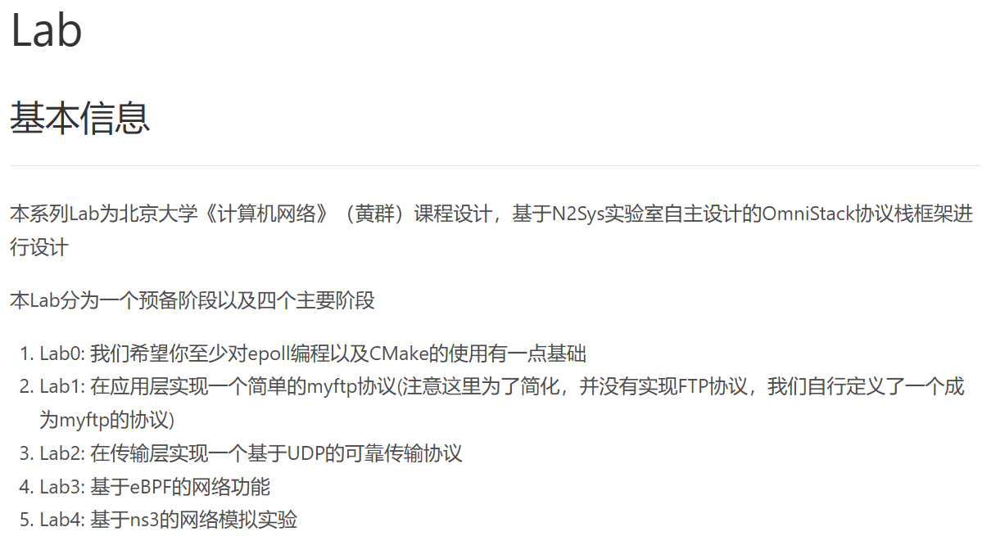 Lab
基本信息
本系列Lab为北京大学《计算机网络》（黄群）课程设计，基于N2Sys实验室自主设计的OmniStack协议栈框架进
行设计
本Lab分为一个预备阶段以及四个主要阶段
1. Lab0: 我们希望你至少对epoll编程以及CMake的使用有一点基础
2. Lab1: 在应用层实现一个简单的myftp协议(注意这里为了简化，并没有实现FTP协议，我们自行定义了一个成
为myftp的协议)
3. Lab2: 在传输层实现一个基于UDP的可靠传输协议
4. Lab3: 基于eBPF的网络功能
5. Lab4: 基于ns3的网络模拟实验